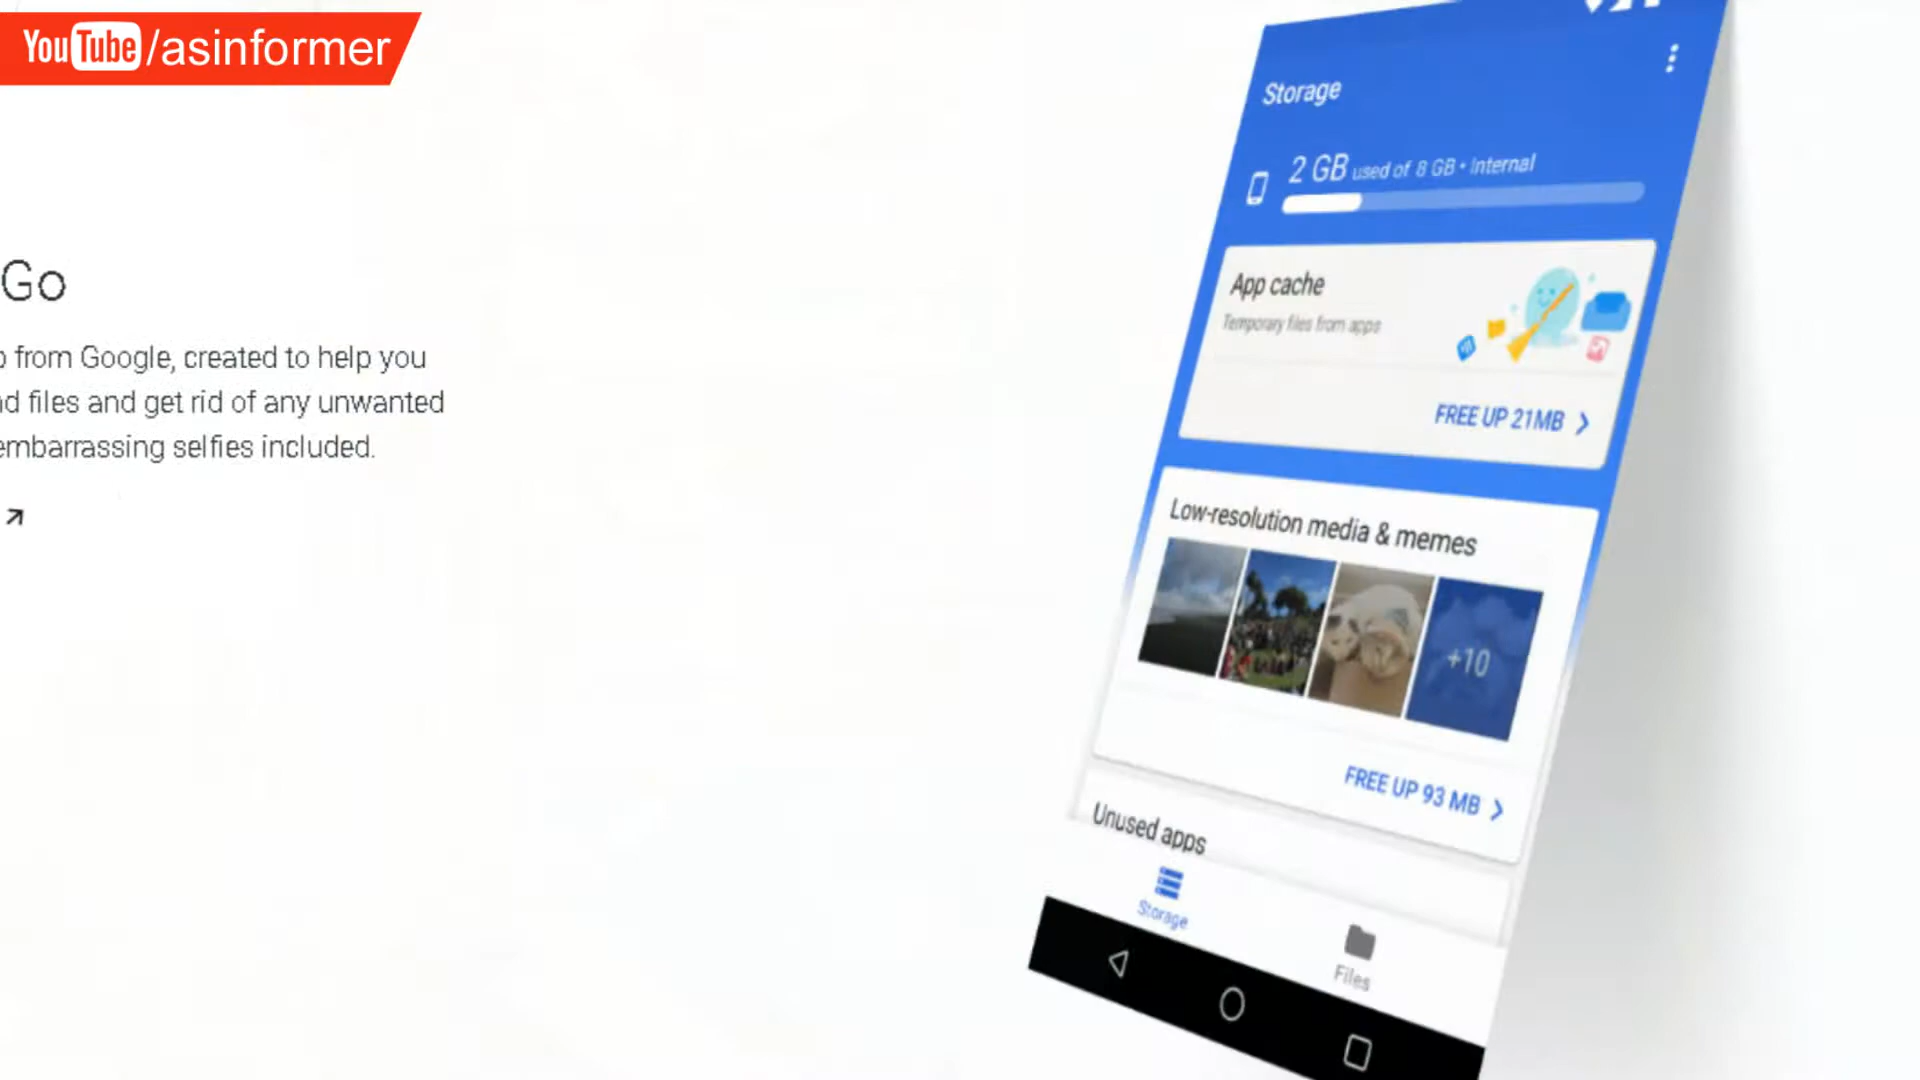 YouTube/asinformer
Go
from Google, created to help you
files and get rid of any unwanted
embarrassing selfies included.
Storage
2 GB used of 8 GB • Internal
App cache
Temporary files from apps
FREE UP 21MB
Low-resolution media & memes
+10
FREE UP 93 MB
Unused apps
Storage
Files